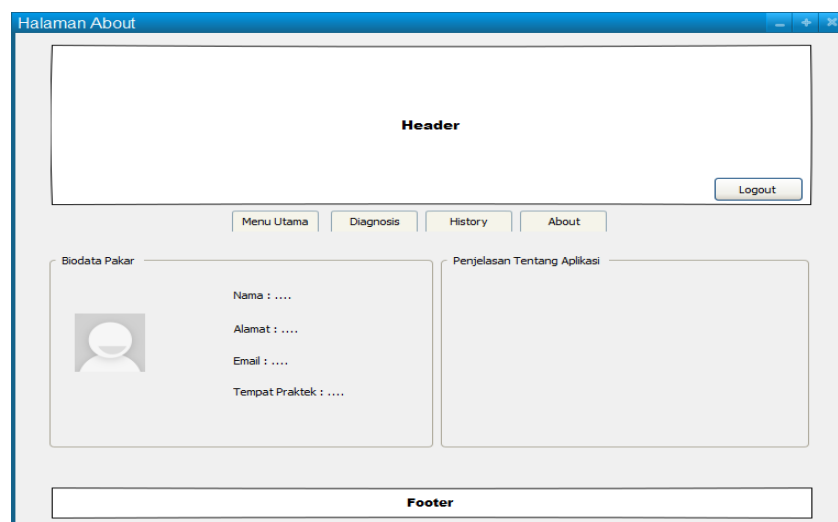 Halaman About
Header
Logout
Menu Utama Diagnosis History About
Biodata Pakar
Nama : ....
Alamat : ....
Email : ....
Tempat Praktek : ....
Penjelasan Tentang Aplikasi
Footer